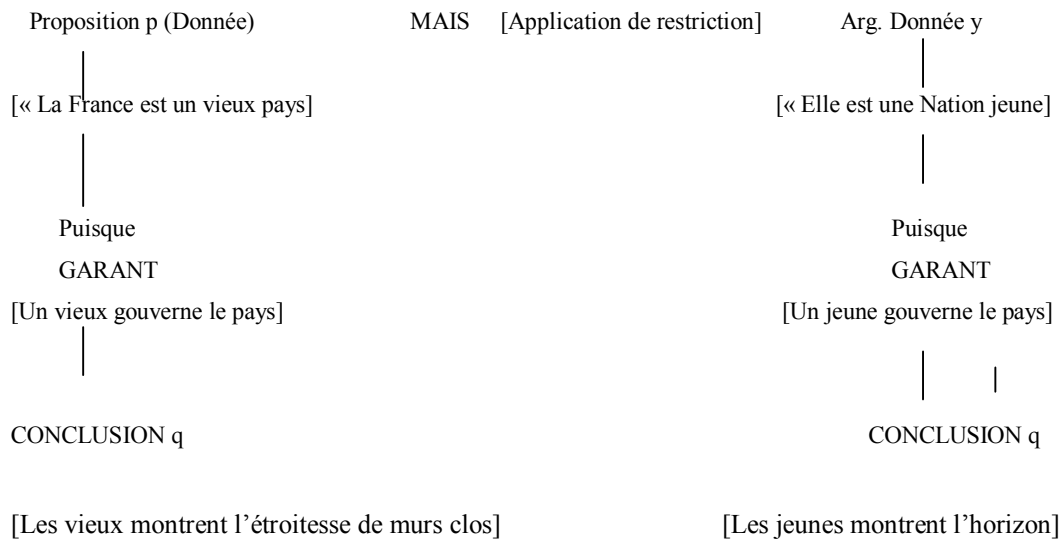 Proposition p (Donnée) MAIS [Application de restriction] Arg. Donnée y
[« La France est un vieux pays] [« Elle est une Nation jeune]
Puisque Puisque
GARANT GARANT
[Un vieux gouverne le pays] [Un jeune gouverne le pays]
CONCLUSION q CONCLUSION q
[Les vieux montrent l’étroitesse de murs clos] [Les jeunes montrent l’horizon]